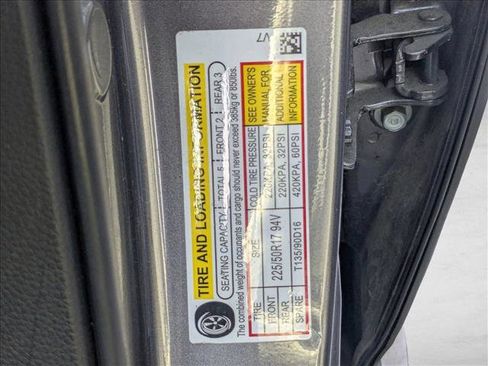 TIRE AND LOADING INFORMATION
SEATING CAPACITY TOTAL 5 FRONT 2 REAR 3
The combined weight of occupants and cargo should never exceed 385kg or 850lbs.
TIRE SIZE COLD TIRE PRESSURE SEE OWNER'S
FRONT 225/50R17 94V 220KPA, 32PSI MANUAL FOR
REAR 220KPA, 32PSI ADDITIONAL
SPARE T135/90D16 420KPA, 60PSI INFORMATION
V7